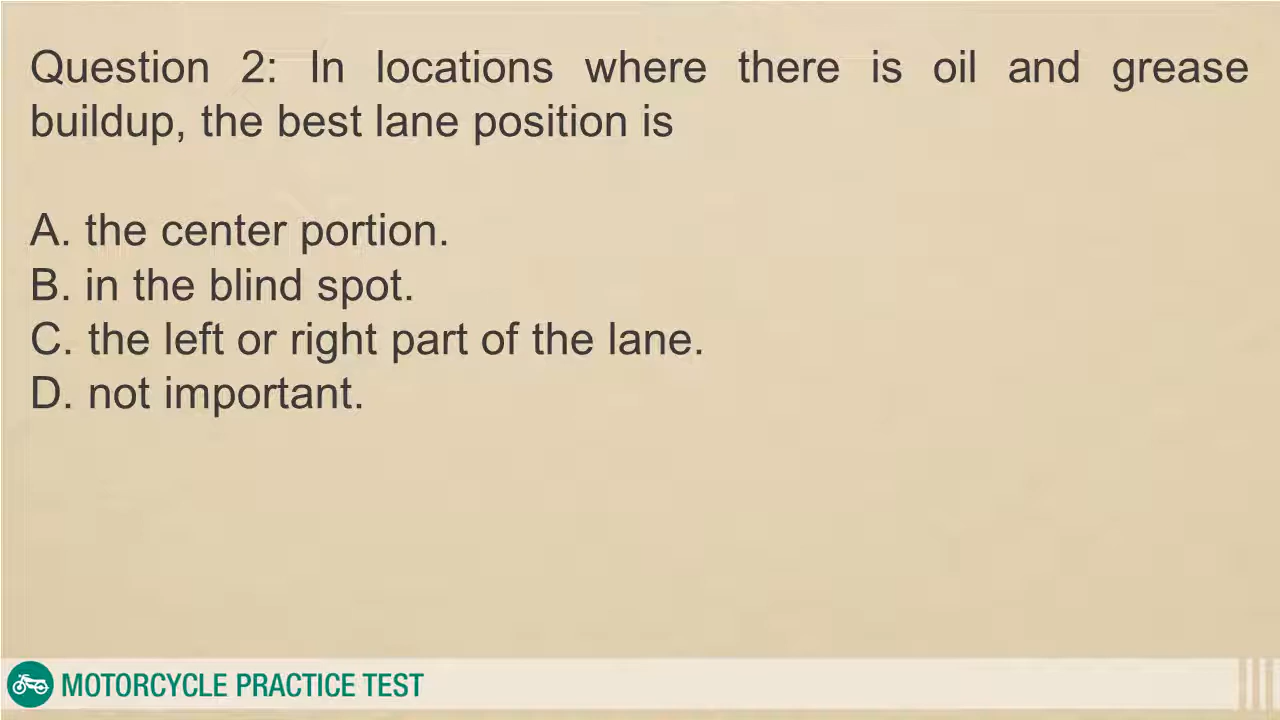 Question 2: In locations where there is oil and grease
buildup, the best lane position is
A. the center portion.
B. in the blind spot.
C. the left or right part of the lane.
D. not important.
MOTORCYCLE PRACTICE TEST